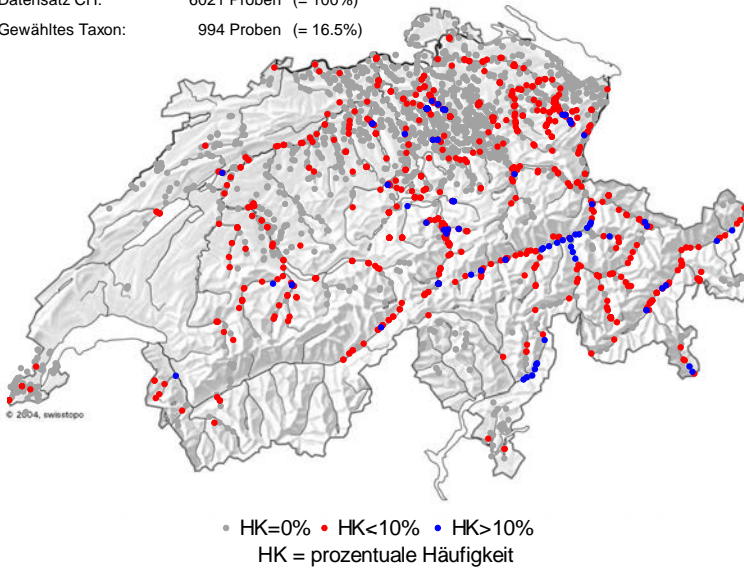 Datensatz CH: 6021 Proben (= 100%)
Gewähltes Taxon: 994 Proben (= 16.5%)
© 2004, swisstopo
HK=0% HK<10% HK>10%
HK = prozentuale Häufigkeit